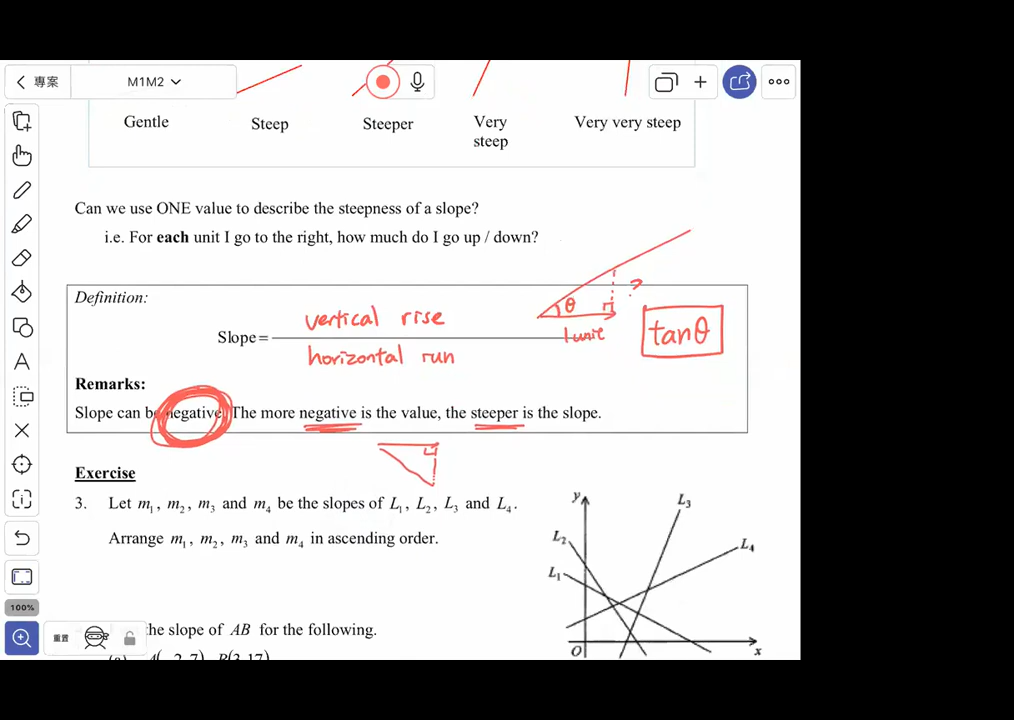 專案 M1M2
Gentle Steep Steeper Very steep Very very steep
Can we use ONE value to describe the steepness of a slope?
i.e. For each unit I go to the right, how much do I go up / down?
Definition:
Slope = vertical rise / horizontal run
θ 1 unit ?
tanθ
Remarks:
Slope can be negative. The more negative is the value, the steeper is the slope.
Exercise
3. Let m₁, m₂, m₃ and m₄ be the slopes of L₁, L₂, L₃ and L₄.
Arrange m₁, m₂, m₃ and m₄ in ascending order.
y L₃
L₂ L₄
L₁
O x
100%
重置 the slope of AB for the following.